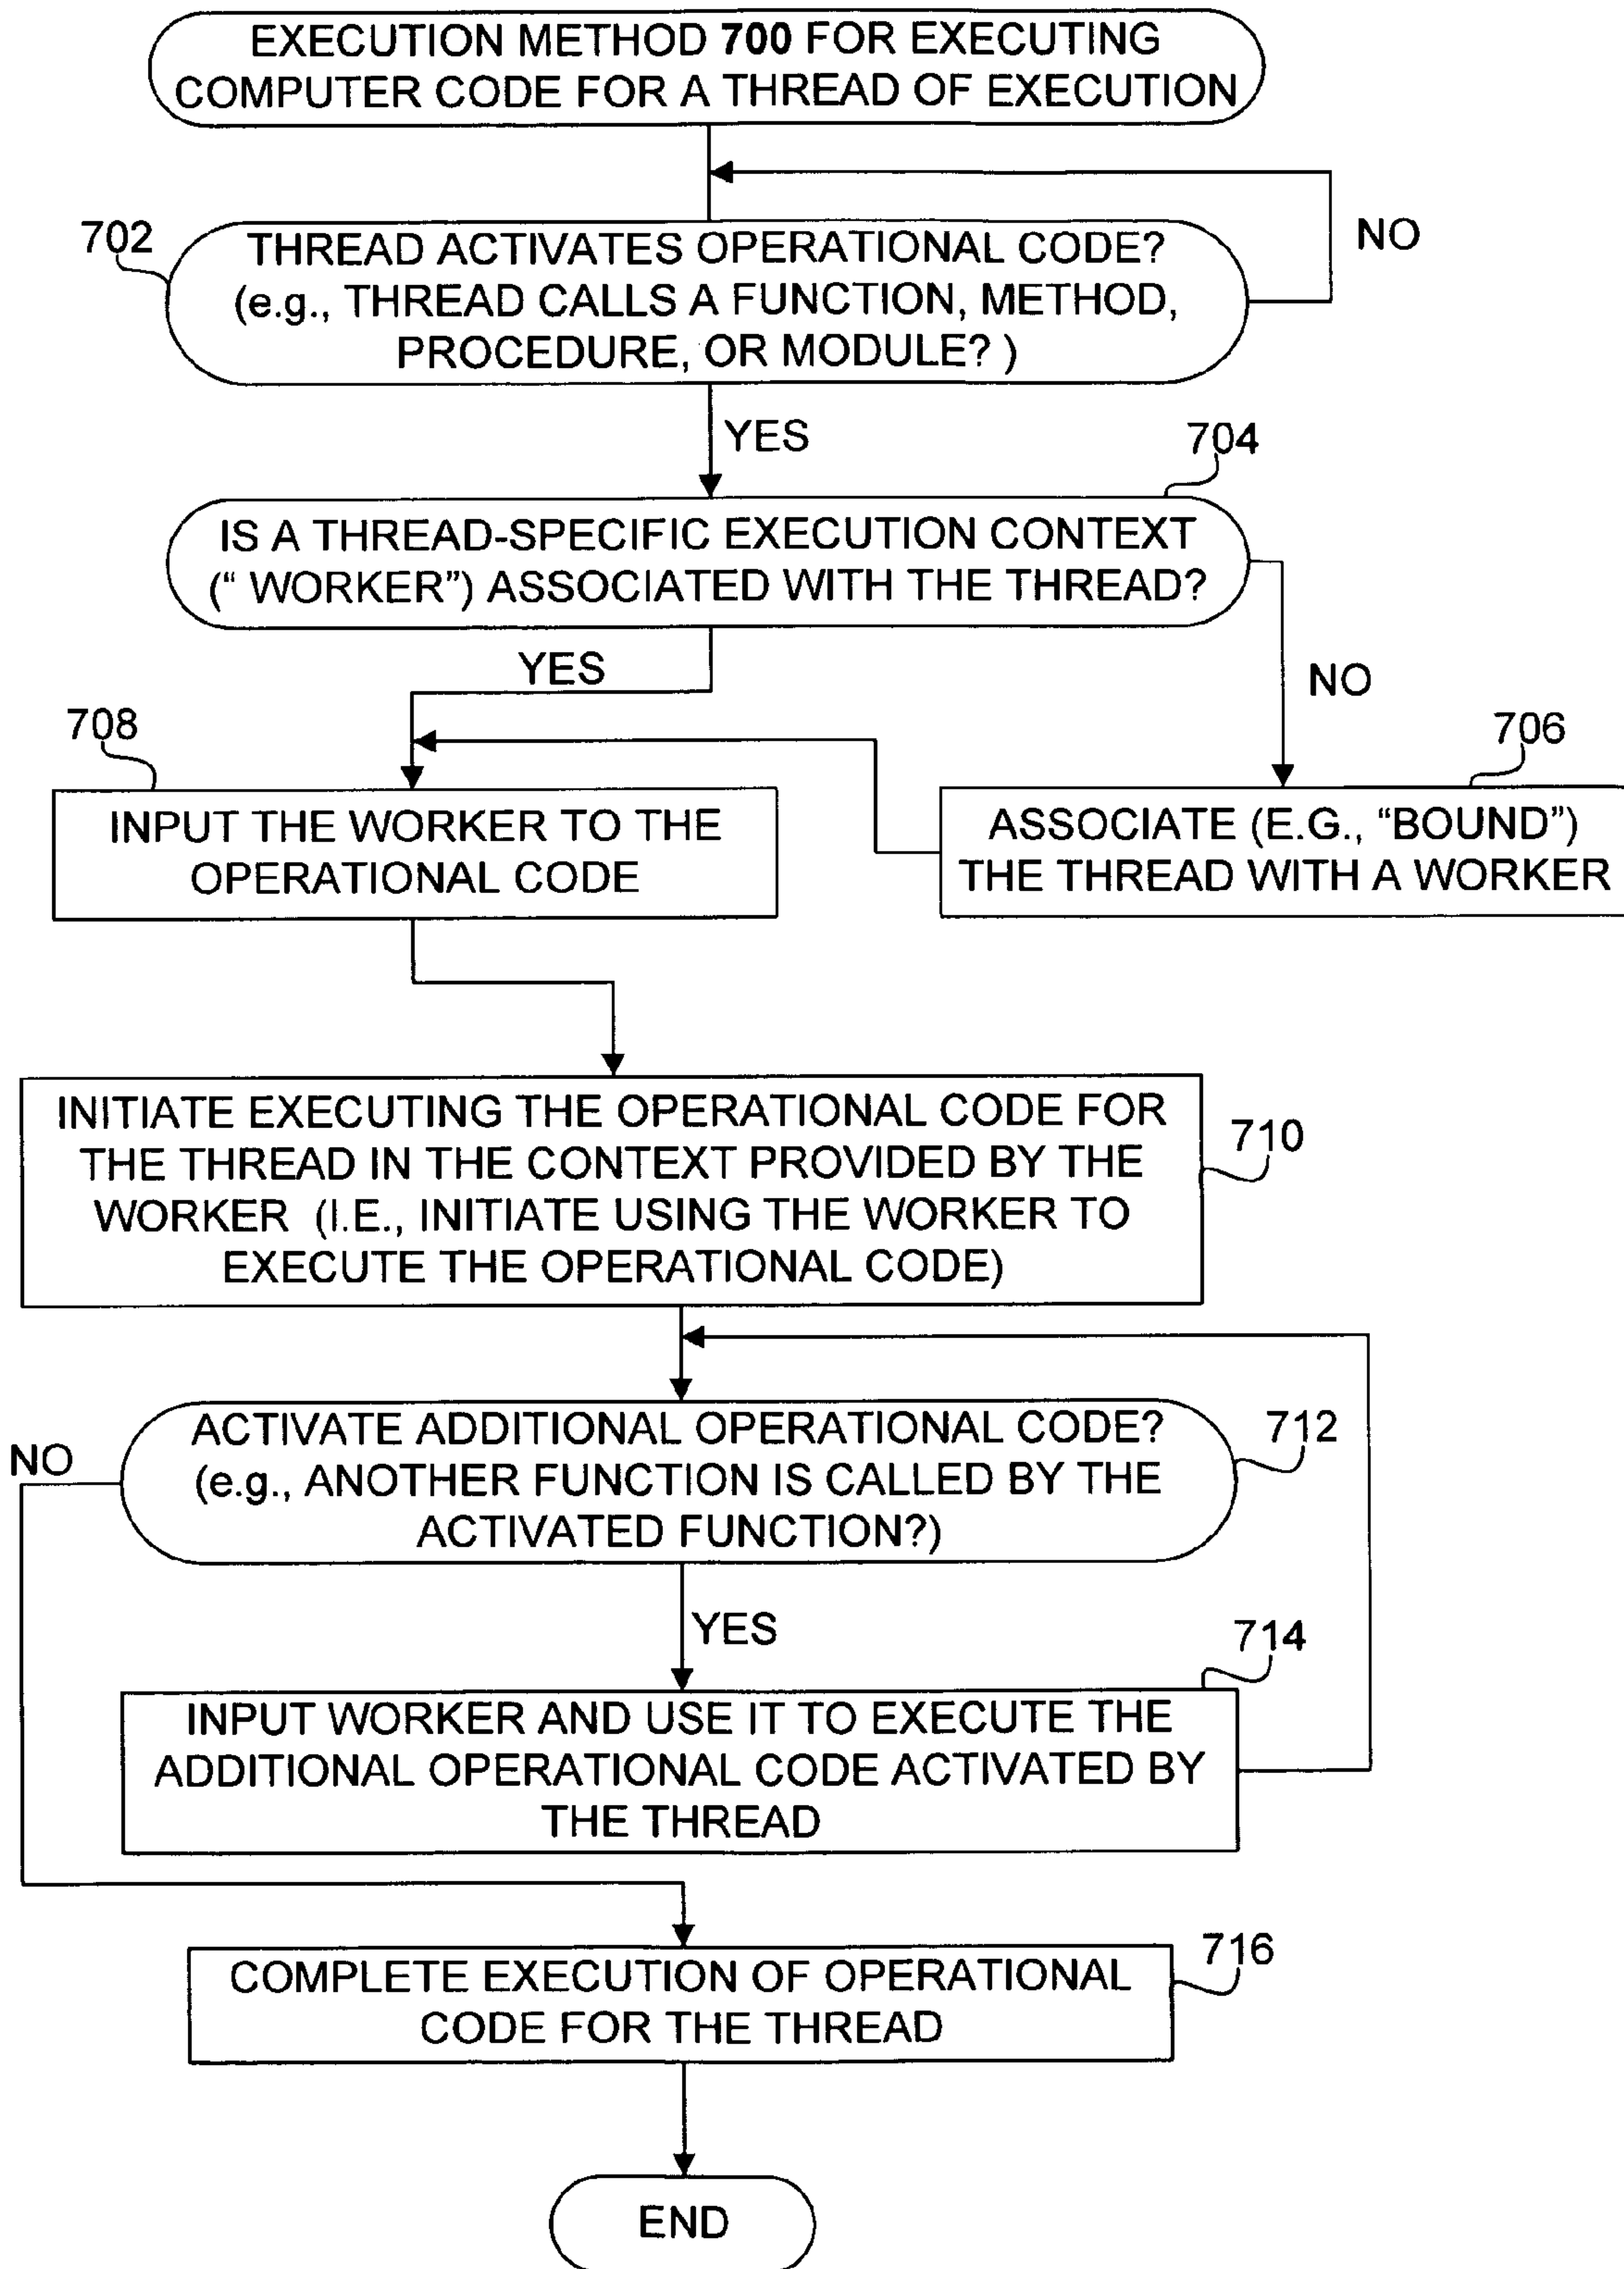 EXECUTION METHOD 700 FOR EXECUTING
COMPUTER CODE FOR A THREAD OF EXECUTION
702
THREAD ACTIVATES OPERATIONAL CODE?
(e.g., THREAD CALLS A FUNCTION, METHOD,
PROCEDURE, OR MODULE? )
NO
YES
704
IS A THREAD-SPECIFIC EXECUTION CONTEXT
(“ WORKER”) ASSOCIATED WITH THE THREAD?
YES
NO
708
706
INPUT THE WORKER TO THE
OPERATIONAL CODE
ASSOCIATE (E.G., “BOUND”)
THE THREAD WITH A WORKER
INITIATE EXECUTING THE OPERATIONAL CODE FOR
THE THREAD IN THE CONTEXT PROVIDED BY THE
WORKER (I.E., INITIATE USING THE WORKER TO
EXECUTE THE OPERATIONAL CODE)
710
ACTIVATE ADDITIONAL OPERATIONAL CODE?
(e.g., ANOTHER FUNCTION IS CALLED BY THE
ACTIVATED FUNCTION?)
712
NO
YES
714
INPUT WORKER AND USE IT TO EXECUTE THE
ADDITIONAL OPERATIONAL CODE ACTIVATED BY
THE THREAD
716
COMPLETE EXECUTION OF OPERATIONAL
CODE FOR THE THREAD
END